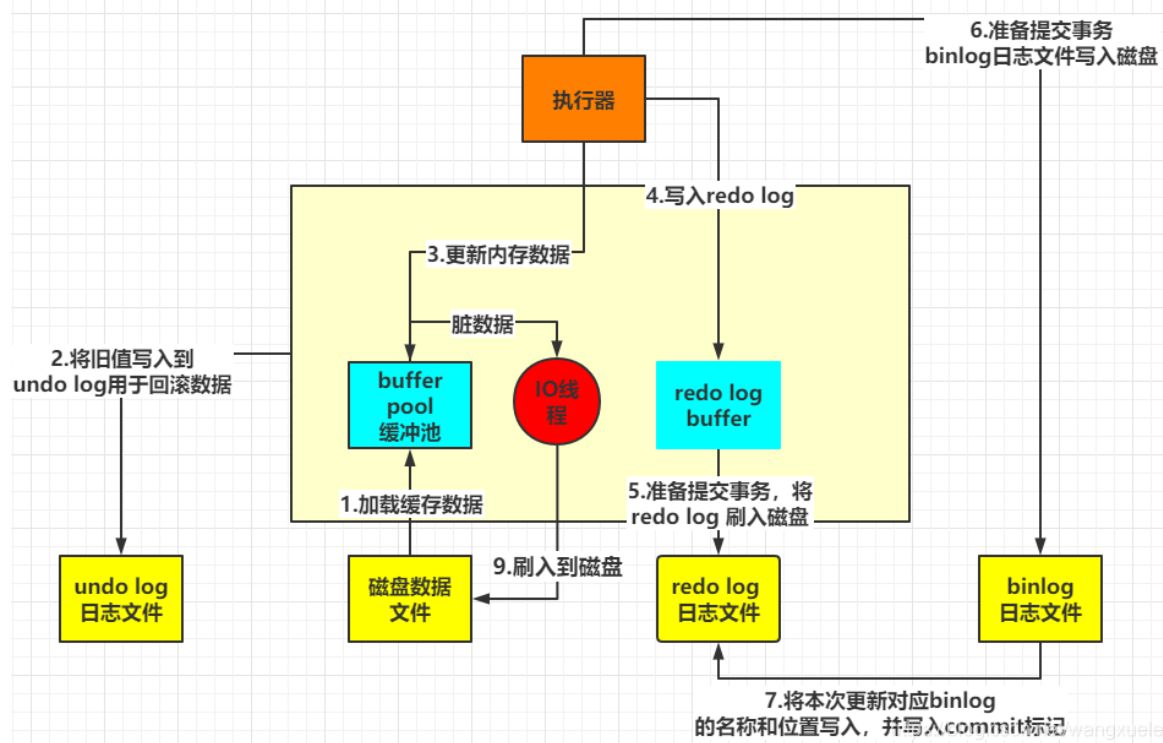 6.准备提交事务
binlog日志文件写入磁盘
执行器
4.写入redo log
3.更新内存数据
脏数据
2.将旧值写入到
undo log用于回滚数据
buffer
pool
缓冲池
IO线
程
redo log
buffer
1.加载缓存数据
5.准备提交事务，将
redo log 刷入磁盘
9.刷入到磁盘
undo log
日志文件
磁盘数据
文件
redo log
日志文件
binlog
日志文件
7.将本次更新对应binlog
的名称和位置写入，并写入commit标记